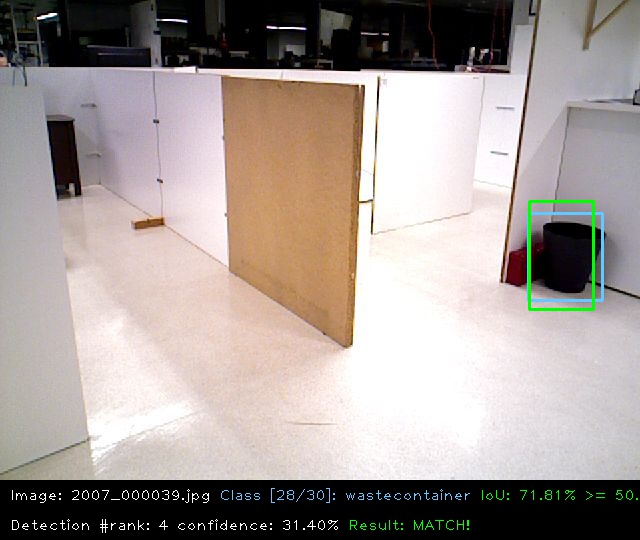 Image: 2007_000039.jpg Class [28/30]: wastecontainer IoU: 71.81% >= 50.
Detection #rank: 4 confidence: 31.40% Result: MATCH!